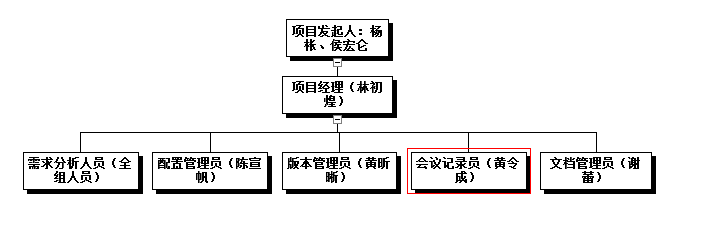 项目发起人：杨
枨、侯宏仑
项目经理（林初
煌）
需求分析人员（全
组人员）
配置管理员（陈宣
帆）
版本管理员（黄昕
晰）
会议记录员（黄令
成）
文档管理员（谢
蕾）